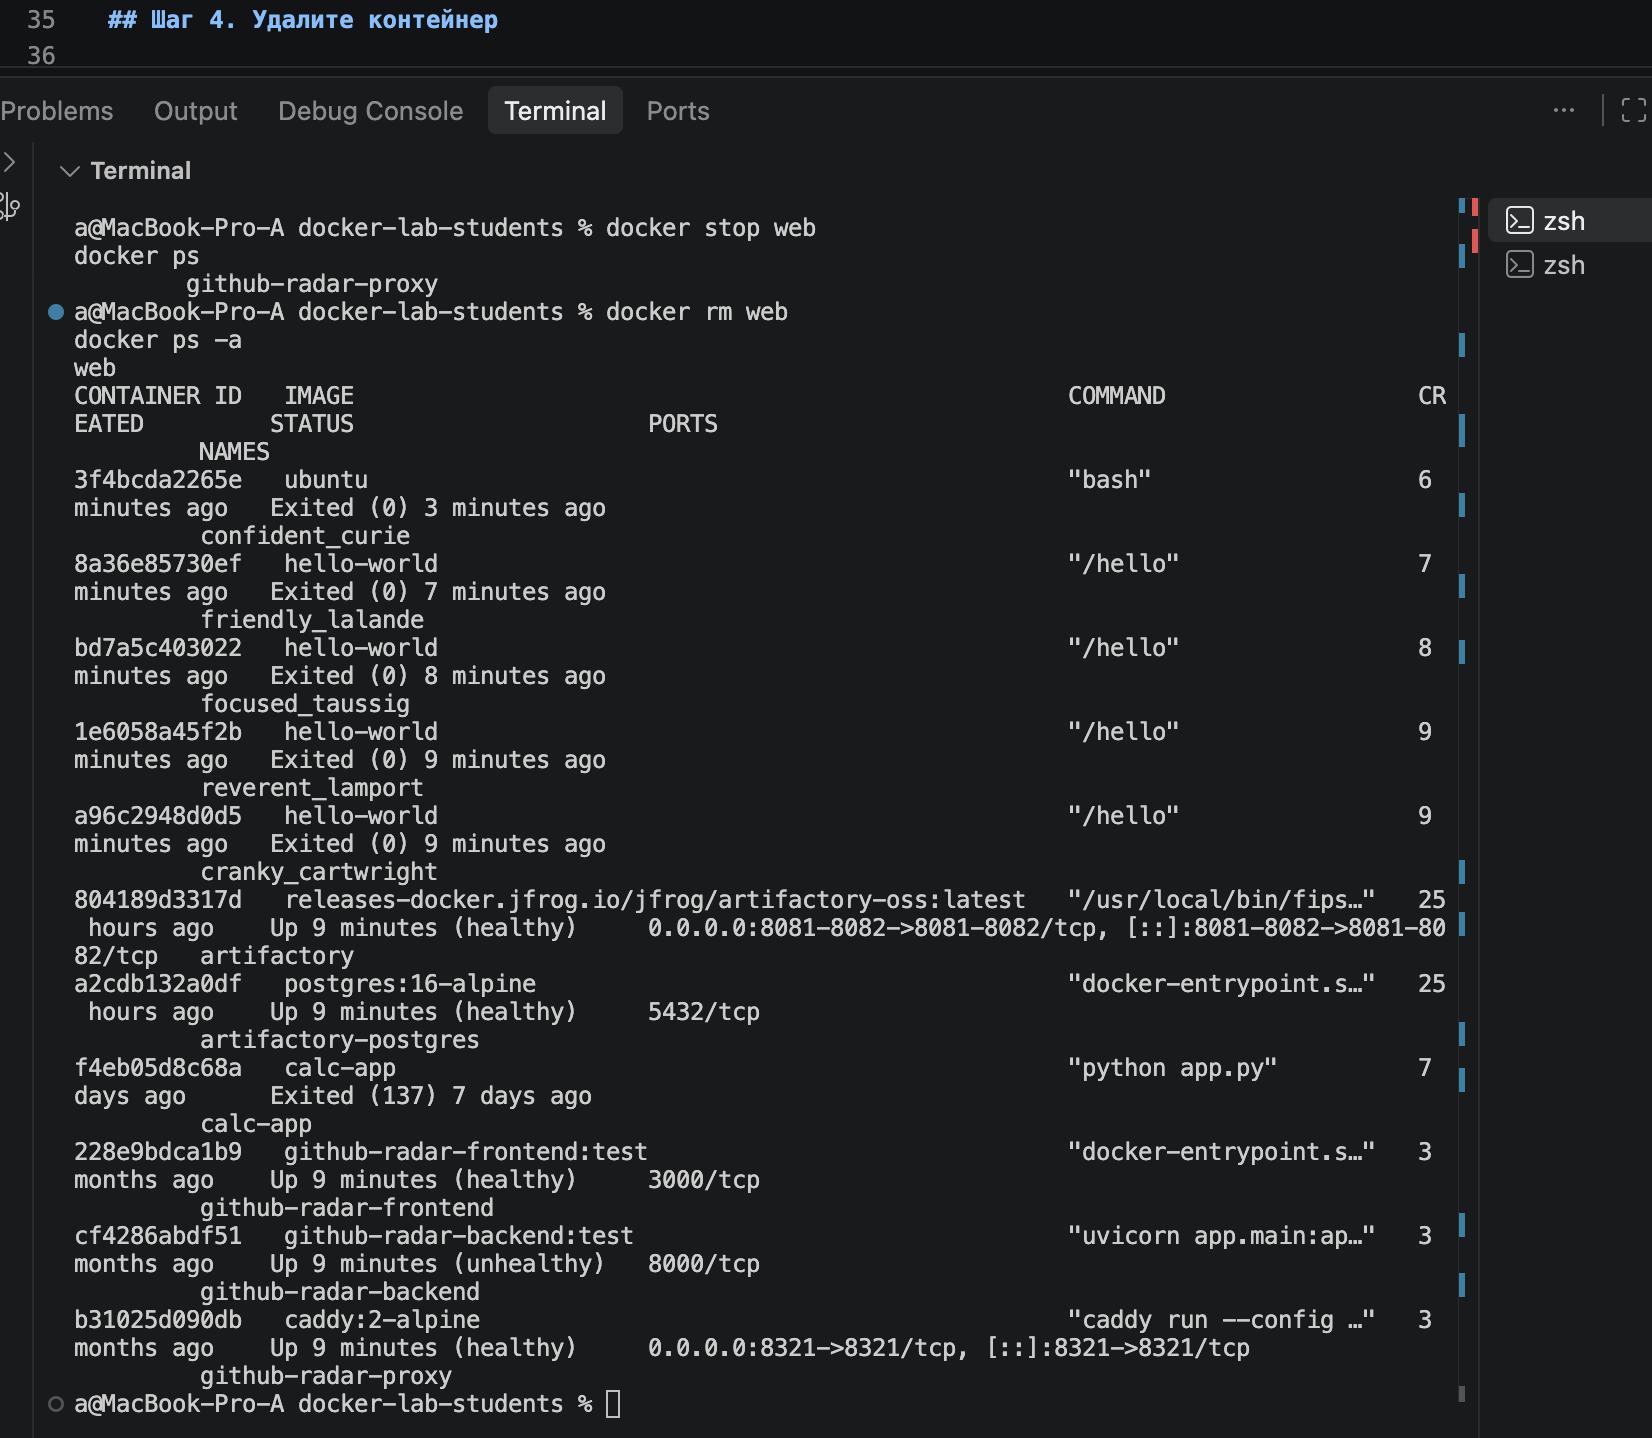 35 ## Шаг 4. Удалите контейнер
36
Problems Output Debug Console Terminal Ports ...
Terminal
zsh
zsh
a@MacBook-Pro-A docker-lab-students % docker stop web
docker ps
github-radar-proxy
a@MacBook-Pro-A docker-lab-students % docker rm web
docker ps -a
web
CONTAINER ID IMAGE COMMAND CR
EATED STATUS PORTS
NAMES
3f4bcda2265e ubuntu "bash" 6
minutes ago Exited (0) 3 minutes ago
confident_curie
8a36e85730ef hello-world "/hello" 7
minutes ago Exited (0) 7 minutes ago
friendly_lalande
bd7a5c403022 hello-world "/hello" 8
minutes ago Exited (0) 8 minutes ago
focused_taussig
1e6058a45f2b hello-world "/hello" 9
minutes ago Exited (0) 9 minutes ago
reverent_lamport
a96c2948d0d5 hello-world "/hello" 9
minutes ago Exited (0) 9 minutes ago
cranky_cartwright
804189d3317d releases-docker.jfrog.io/jfrog/artifactory-oss:latest "/usr/local/bin/fips…" 25
hours ago Up 9 minutes (healthy) 0.0.0.0:8081-8082->8081-8082/tcp, [::]:8081-8082->8081-80
82/tcp artifactory
a2cdb132a0df postgres:16-alpine "docker-entrypoint.s…" 25
hours ago Up 9 minutes (healthy) 5432/tcp
artifactory-postgres
f4eb05d8c68a calc-app "python app.py" 7
days ago Exited (137) 7 days ago
calc-app
228e9bdca1b9 github-radar-frontend:test "docker-entrypoint.s…" 3
months ago Up 9 minutes (healthy) 3000/tcp
github-radar-frontend
cf4286abdf51 github-radar-backend:test "uvicorn app.main:ap…" 3
months ago Up 9 minutes (unhealthy) 8000/tcp
github-radar-backend
b31025d090db caddy:2-alpine "caddy run --config …" 3
months ago Up 9 minutes (healthy) 0.0.0.0:8321->8321/tcp, [::]:8321->8321/tcp
github-radar-proxy
a@MacBook-Pro-A docker-lab-students %